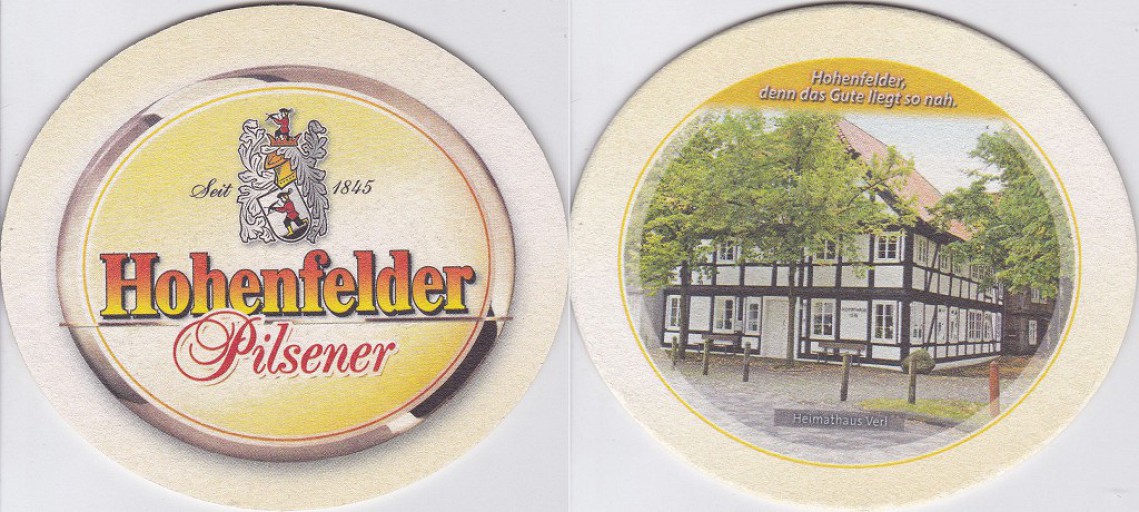 Seit 1845
Hohenfelder
Pilsener
Hohenfelder,
denn das Gute liegt so nah.
Heimathaus Verl